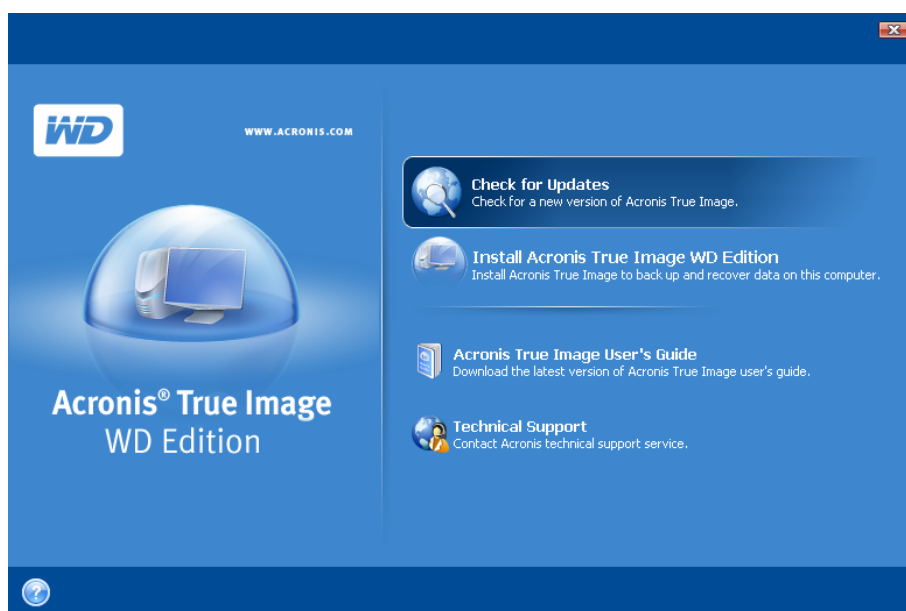 WD
WWW.ACRONIS.COM
Acronis® True Image
WD Edition
Check for Updates
Check for a new version of Acronis True Image.
Install Acronis True Image WD Edition
Install Acronis True Image to back up and recover data on this computer.
Acronis True Image User's Guide
Download the latest version of Acronis True Image user's guide.
Technical Support
Contact Acronis technical support service.
?